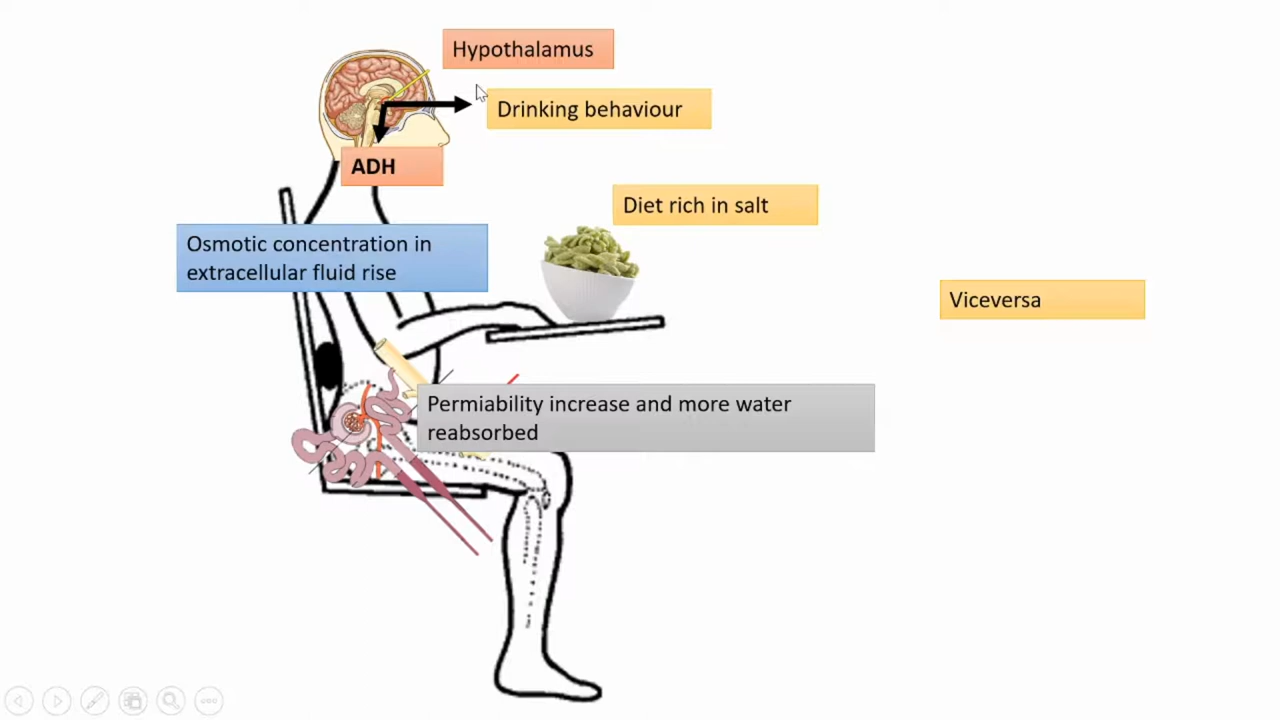 Hypothalamus
Drinking behaviour
ADH
Diet rich in salt
Osmotic concentration in
extracellular fluid rise
Viceversa
Permiability increase and more water
reabsorbed